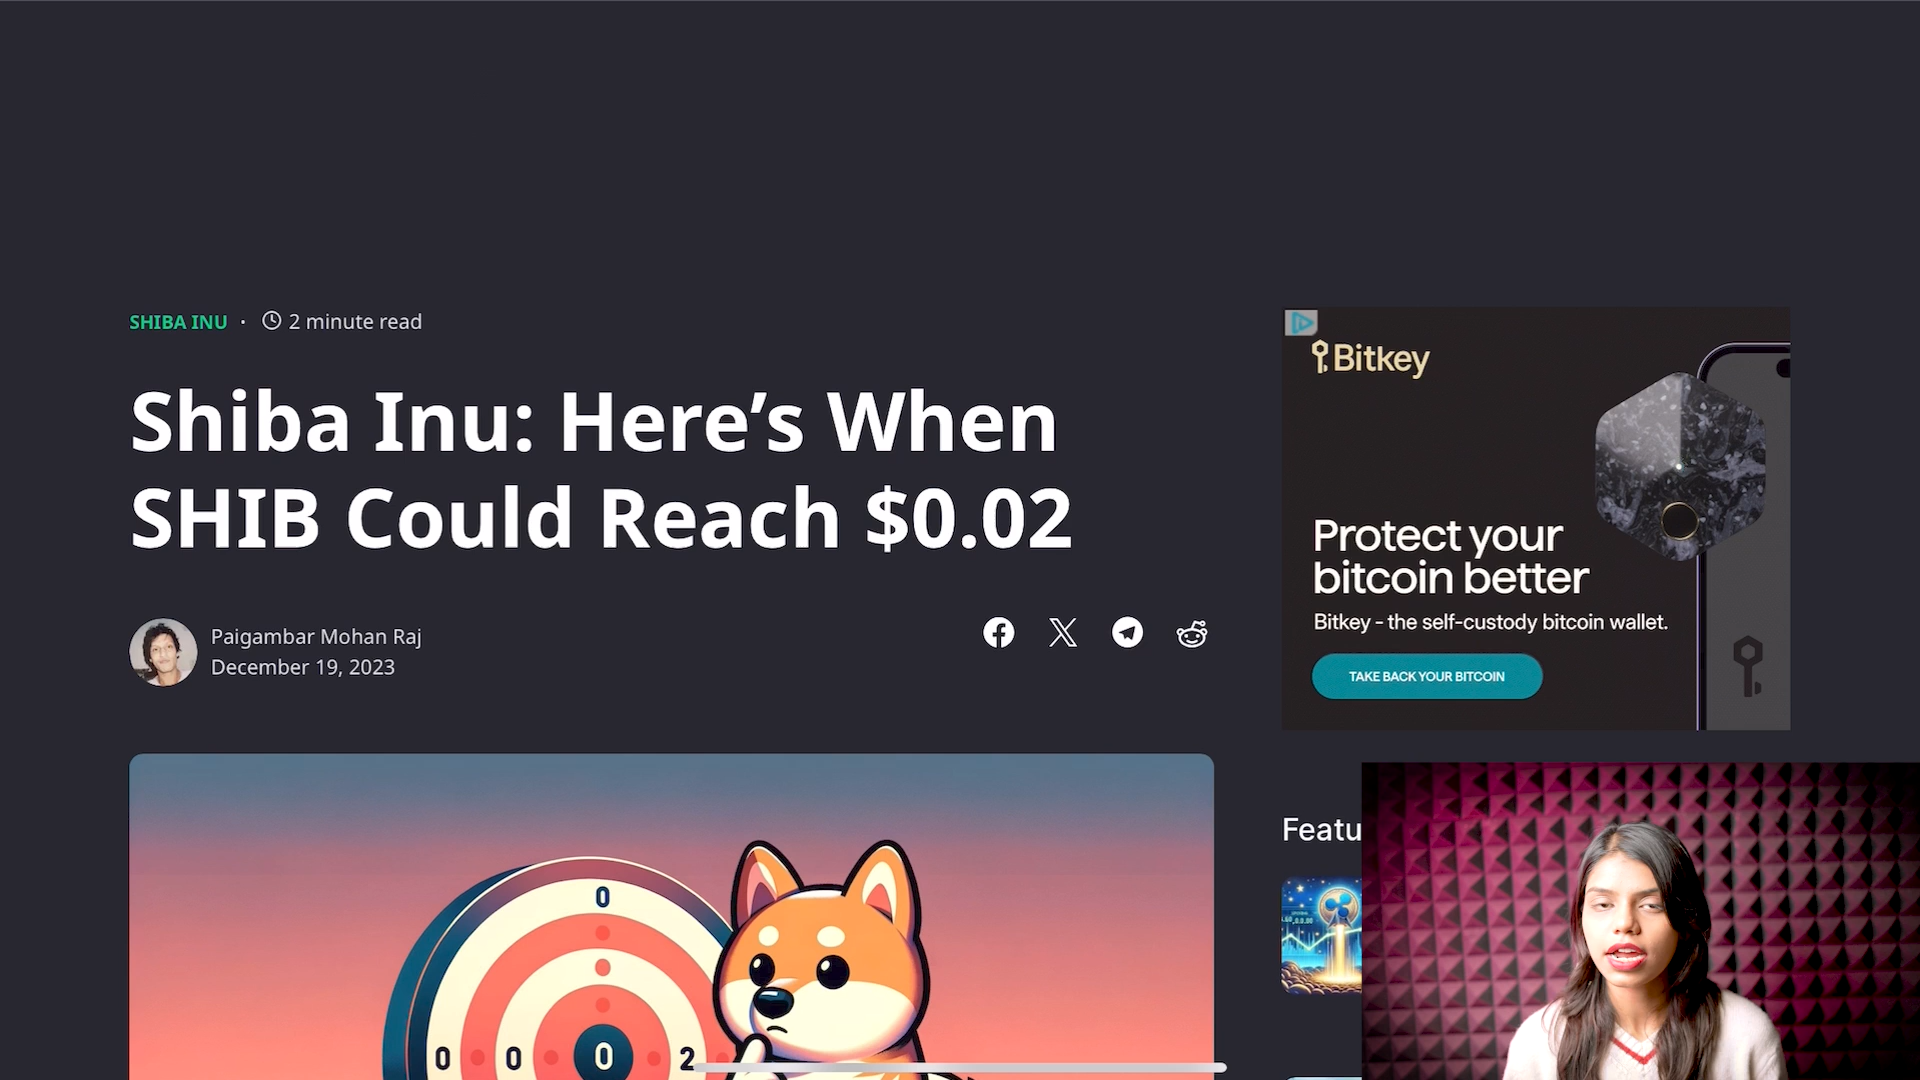 SHIBA INU · 2 minute read
Shiba Inu: Here’s When
SHIB Could Reach $0.02
Paigambar Mohan Raj
December 19, 2023
Bitkey
Protect your
bitcoin better
Bitkey - the self-custody bitcoin wallet.
TAKE BACK YOUR BITCOIN
Featu
0
0 0 0 2